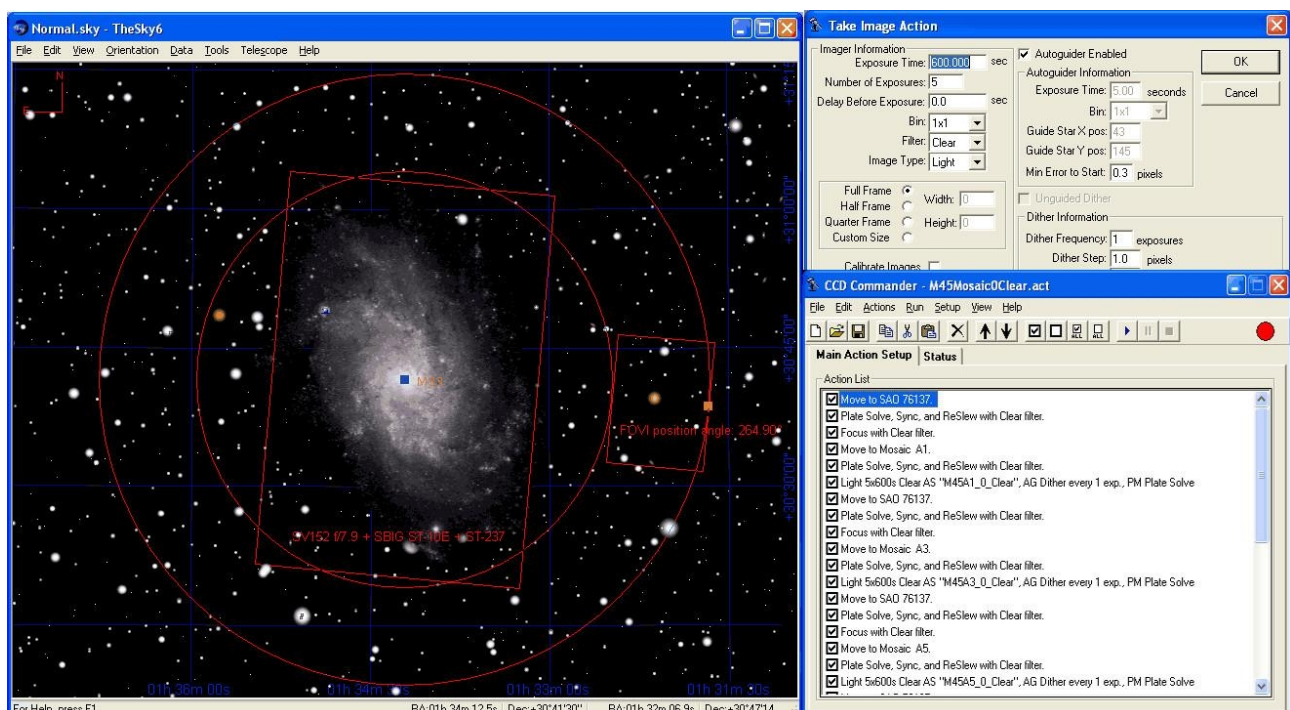 Normal.sky - TheSky6
File Edit View Orientation Data Tools Telescope Help
N
+31°00'00"
+30°45'00"
M33
FOVI position angle: 264.90°
+30°30'00"
SV152 f/7.9 + SBIG ST-10E + ST-237
01h 36m 00s
01h 34m 30s
01h 33m 00s
01h 31m 30s
For Help, press F1
RA:01h 34m 12.5s Dec:+30°41'30" RA:01h 32m 06.9s Dec:+30°47'14
Take Image Action
Imager Information
Exposure Time: 600.000 sec
Number of Exposures: 5
Delay Before Exposure: 0.0 sec
Bin: 1x1
Filter: Clear
Image Type: Light
Full Frame
Half Frame
Quarter Frame
Custom Size
Width: 0
Height: 0
Calibrate Images
Autoguider Enabled
Autoguider Information
Exposure Time: 5.00 seconds
Bin: 1x1
Guide Star X pos: 43
Guide Star Y pos: 145
Min Error to Start: 0.3 pixels
Unguided Dither
Dither Information
Dither Frequency: 1 exposures
Dither Step: 1.0 pixels
OK
Cancel
CCD Commander - M45Mosaic0Clear.act
File Edit Actions Run Setup View Help
ALL ALL
Main Action Setup Status
Action List
Move to SAO 76137.
Plate Solve, Sync, and ReSlew with Clear filter.
Focus with Clear filter.
Move to Mosaic A1.
Plate Solve, Sync, and ReSlew with Clear filter.
Light 5x600s Clear AS "M45A1_0_Clear", AG Dither every 1 exp., PM Plate Solve
Move to SAO 76137.
Plate Solve, Sync, and ReSlew with Clear filter.
Focus with Clear filter.
Move to Mosaic A3.
Plate Solve, Sync, and ReSlew with Clear filter.
Light 5x600s Clear AS "M45A3_0_Clear", AG Dither every 1 exp., PM Plate Solve
Move to SAO 76137.
Plate Solve, Sync, and ReSlew with Clear filter.
Focus with Clear filter.
Move to Mosaic A5.
Plate Solve, Sync, and ReSlew with Clear filter.
Light 5x600s Clear AS "M45A5_0_Clear", AG Dither every 1 exp., PM Plate Solve